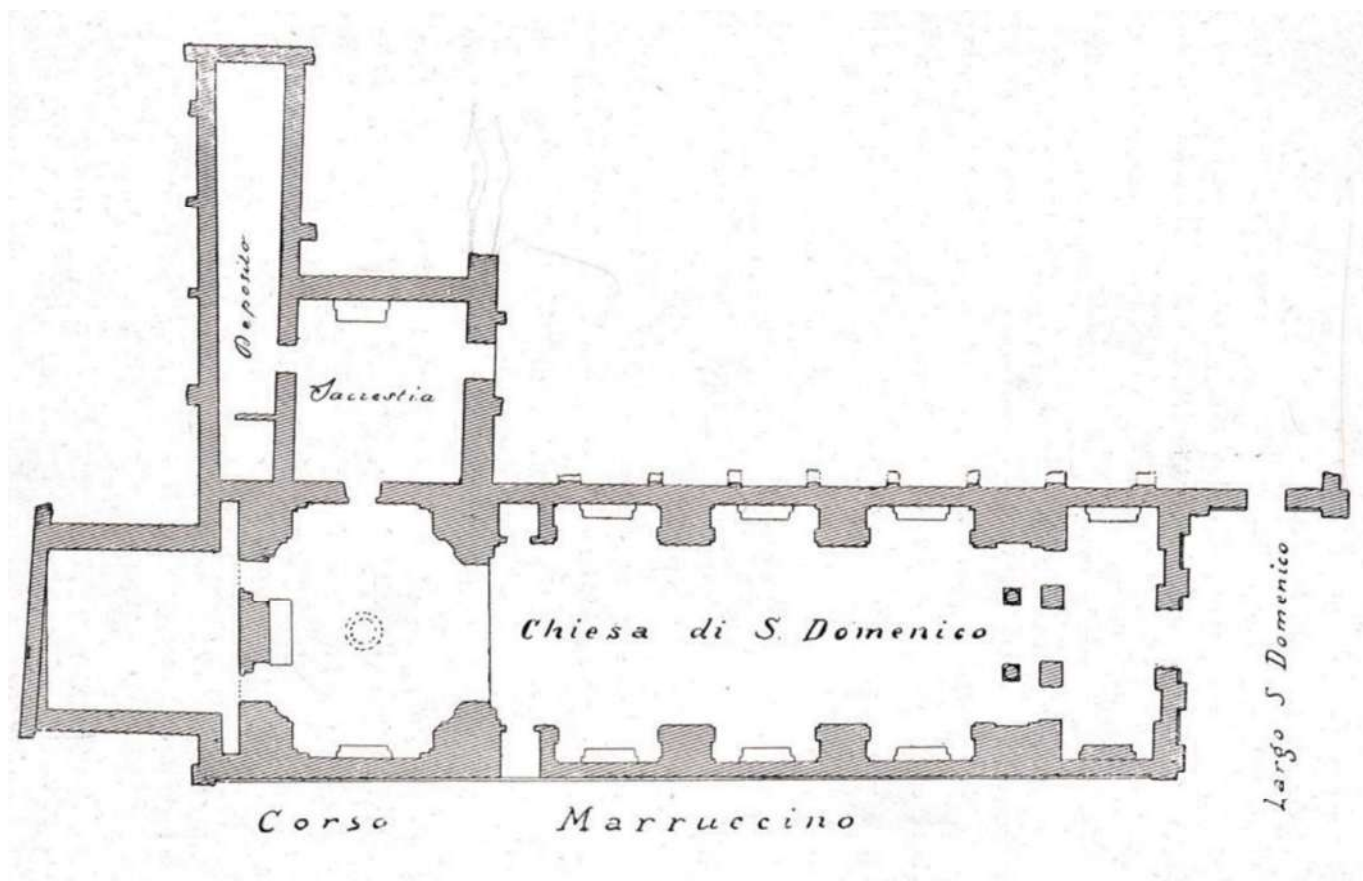 Deposito
Sacrestia
Chiesa di S. Domenico
Largo S Domenico
Corso Marruccino